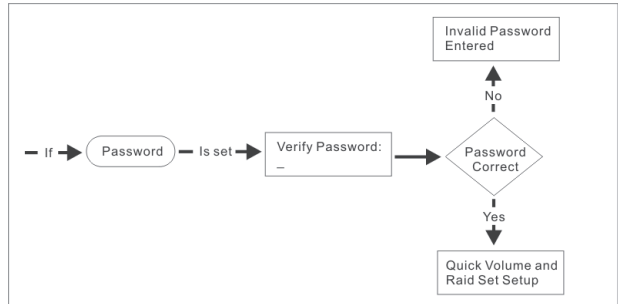 Invalid Password
Entered
No
If
Password
Is set
Verify Password:
_
Password
Correct
Yes
Quick Volume and
Raid Set Setup